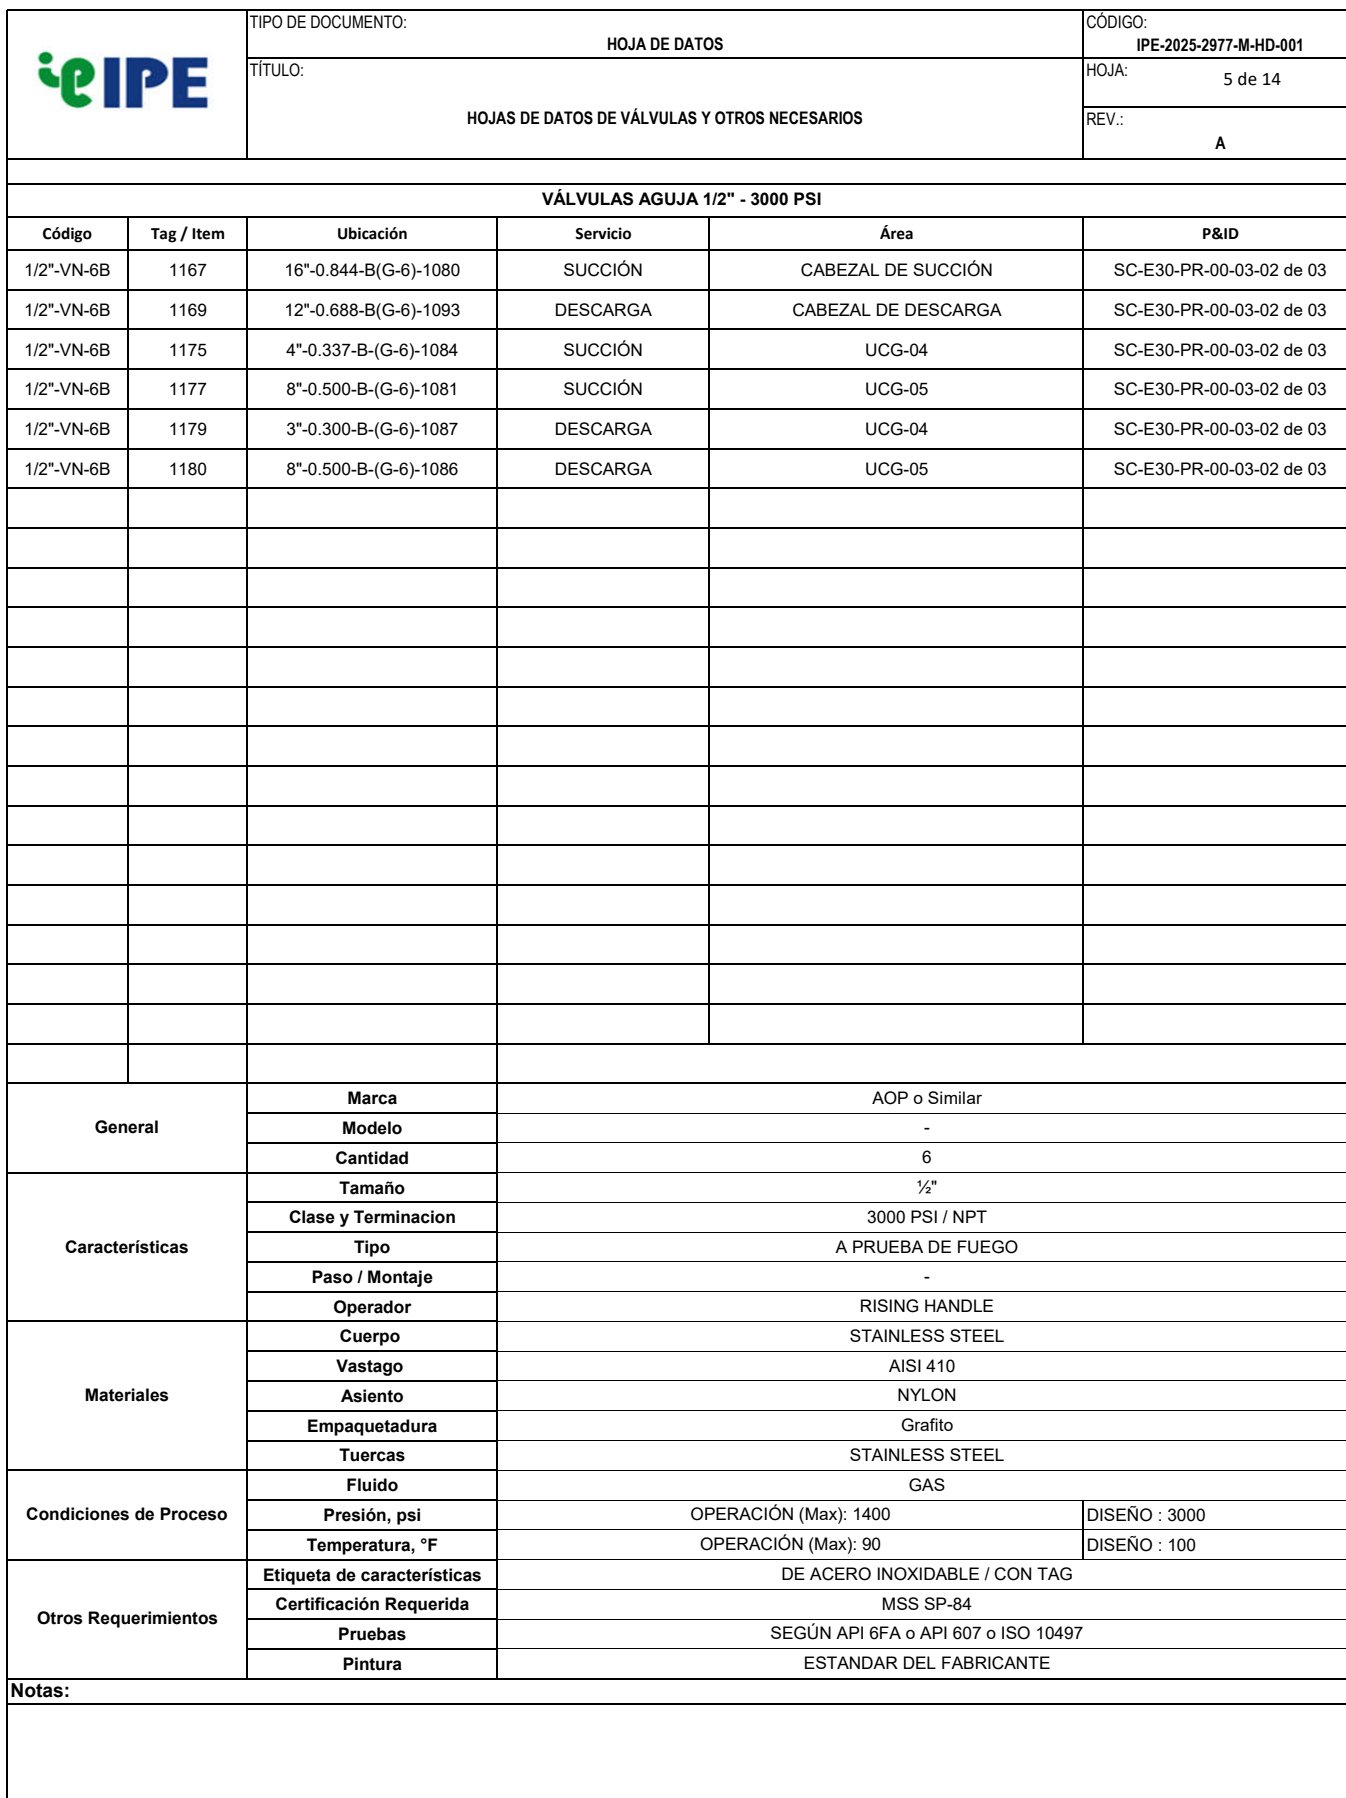 IPE
TIPO DE DOCUMENTO:
HOJA DE DATOS
CÓDIGO:
IPE-2025-2977-M-HD-001
TÍTULO:
HOJAS DE DATOS DE VÁLVULAS Y OTROS NECESARIOS
HOJA: 5 de 14
REV.:
A
VÁLVULAS AGUJA 1/2" - 3000 PSI
Código Tag / Item Ubicación Servicio Área P&ID
1/2"-VN-6B 1167 16"-0.844-B(G-6)-1080 SUCCIÓN CABEZAL DE SUCCIÓN SC-E30-PR-00-03-02 de 03
1/2"-VN-6B 1169 12"-0.688-B(G-6)-1093 DESCARGA CABEZAL DE DESCARGA SC-E30-PR-00-03-02 de 03
1/2"-VN-6B 1175 4"-0.337-B-(G-6)-1084 SUCCIÓN UCG-04 SC-E30-PR-00-03-02 de 03
1/2"-VN-6B 1177 8"-0.500-B-(G-6)-1081 SUCCIÓN UCG-05 SC-E30-PR-00-03-02 de 03
1/2"-VN-6B 1179 3"-0.300-B-(G-6)-1087 DESCARGA UCG-04 SC-E30-PR-00-03-02 de 03
1/2"-VN-6B 1180 8"-0.500-B-(G-6)-1086 DESCARGA UCG-05 SC-E30-PR-00-03-02 de 03
General
Marca AOP o Similar
Modelo -
Cantidad 6
Características
Tamaño ½"
Clase y Terminacion 3000 PSI / NPT
Tipo A PRUEBA DE FUEGO
Paso / Montaje -
Operador RISING HANDLE
Materiales
Cuerpo STAINLESS STEEL
Vastago AISI 410
Asiento NYLON
Empaquetadura Grafito
Tuercas STAINLESS STEEL
Condiciones de Proceso
Fluido GAS
Presión, psi OPERACIÓN (Max): 1400 DISEÑO : 3000
Temperatura, °F OPERACIÓN (Max): 90 DISEÑO : 100
Otros Requerimientos
Etiqueta de características DE ACERO INOXIDABLE / CON TAG
Certificación Requerida MSS SP-84
Pruebas SEGÚN API 6FA o API 607 o ISO 10497
Pintura ESTANDAR DEL FABRICANTE
Notas: